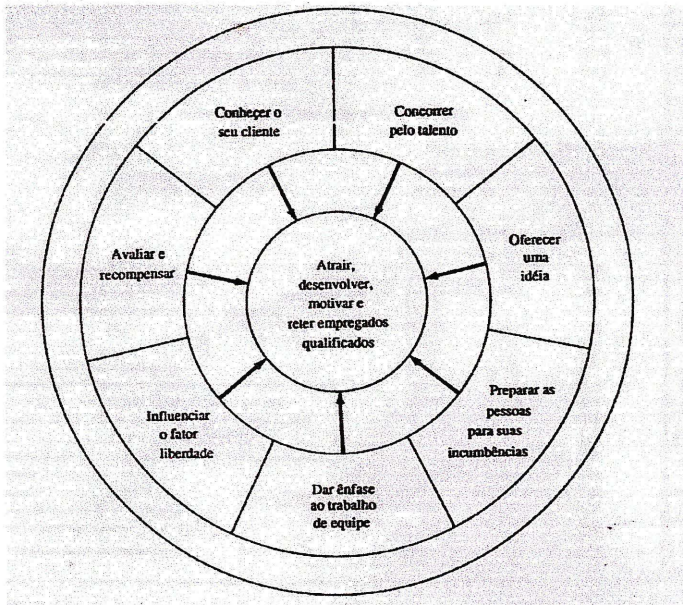 Conheçer o
seu cliente
Concorrer
pelo talento
Oferecer
uma
idéia
Preparar as
pessoas
para suas
incumbências
Dar ênfase
ao trabalho
de equipe
Influenciar
o fator
liberdade
Avaliar e
recompensar
Atrair,
desenvolver,
motivar e
reter empregados
qualificados